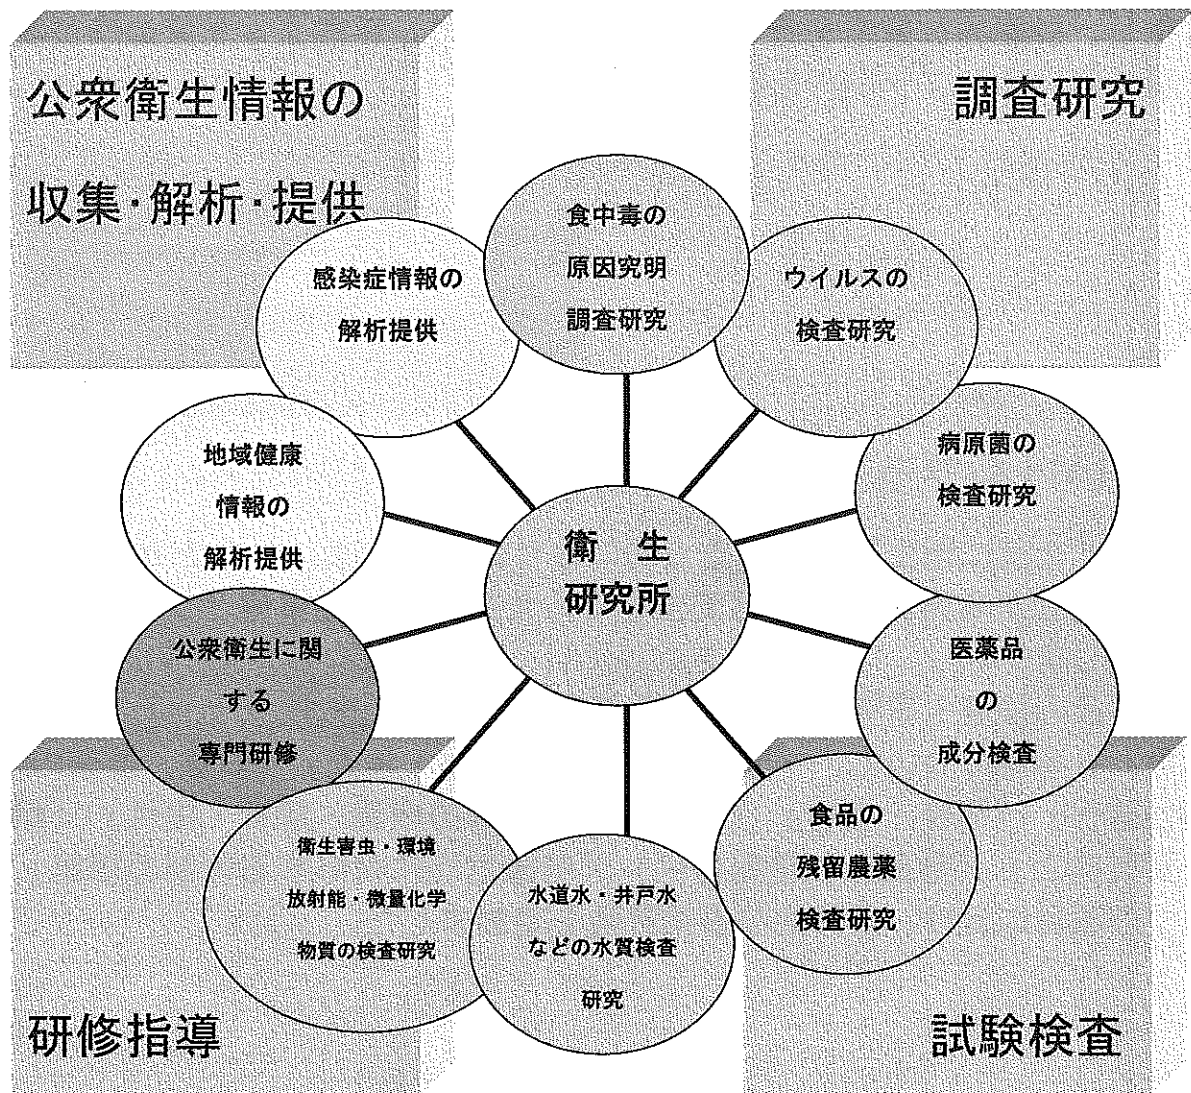 公衆衛生情報の
収集・解析・提供
調査研究
食中毒の
原因究明
調査研究
ウイルスの
検査研究
病原菌の
検査研究
医薬品
の
成分検査
食品の
残留農薬
検査研究
水道水・井戸水
などの水質検査
研究
衛生害虫・環境
放射能・微量化学
物質の検査研究
公衆衛生に関
する
専門研修
地域健康
情報の
解析提供
感染症情報の
解析提供
衛　生
研究所
研修指導
試験検査